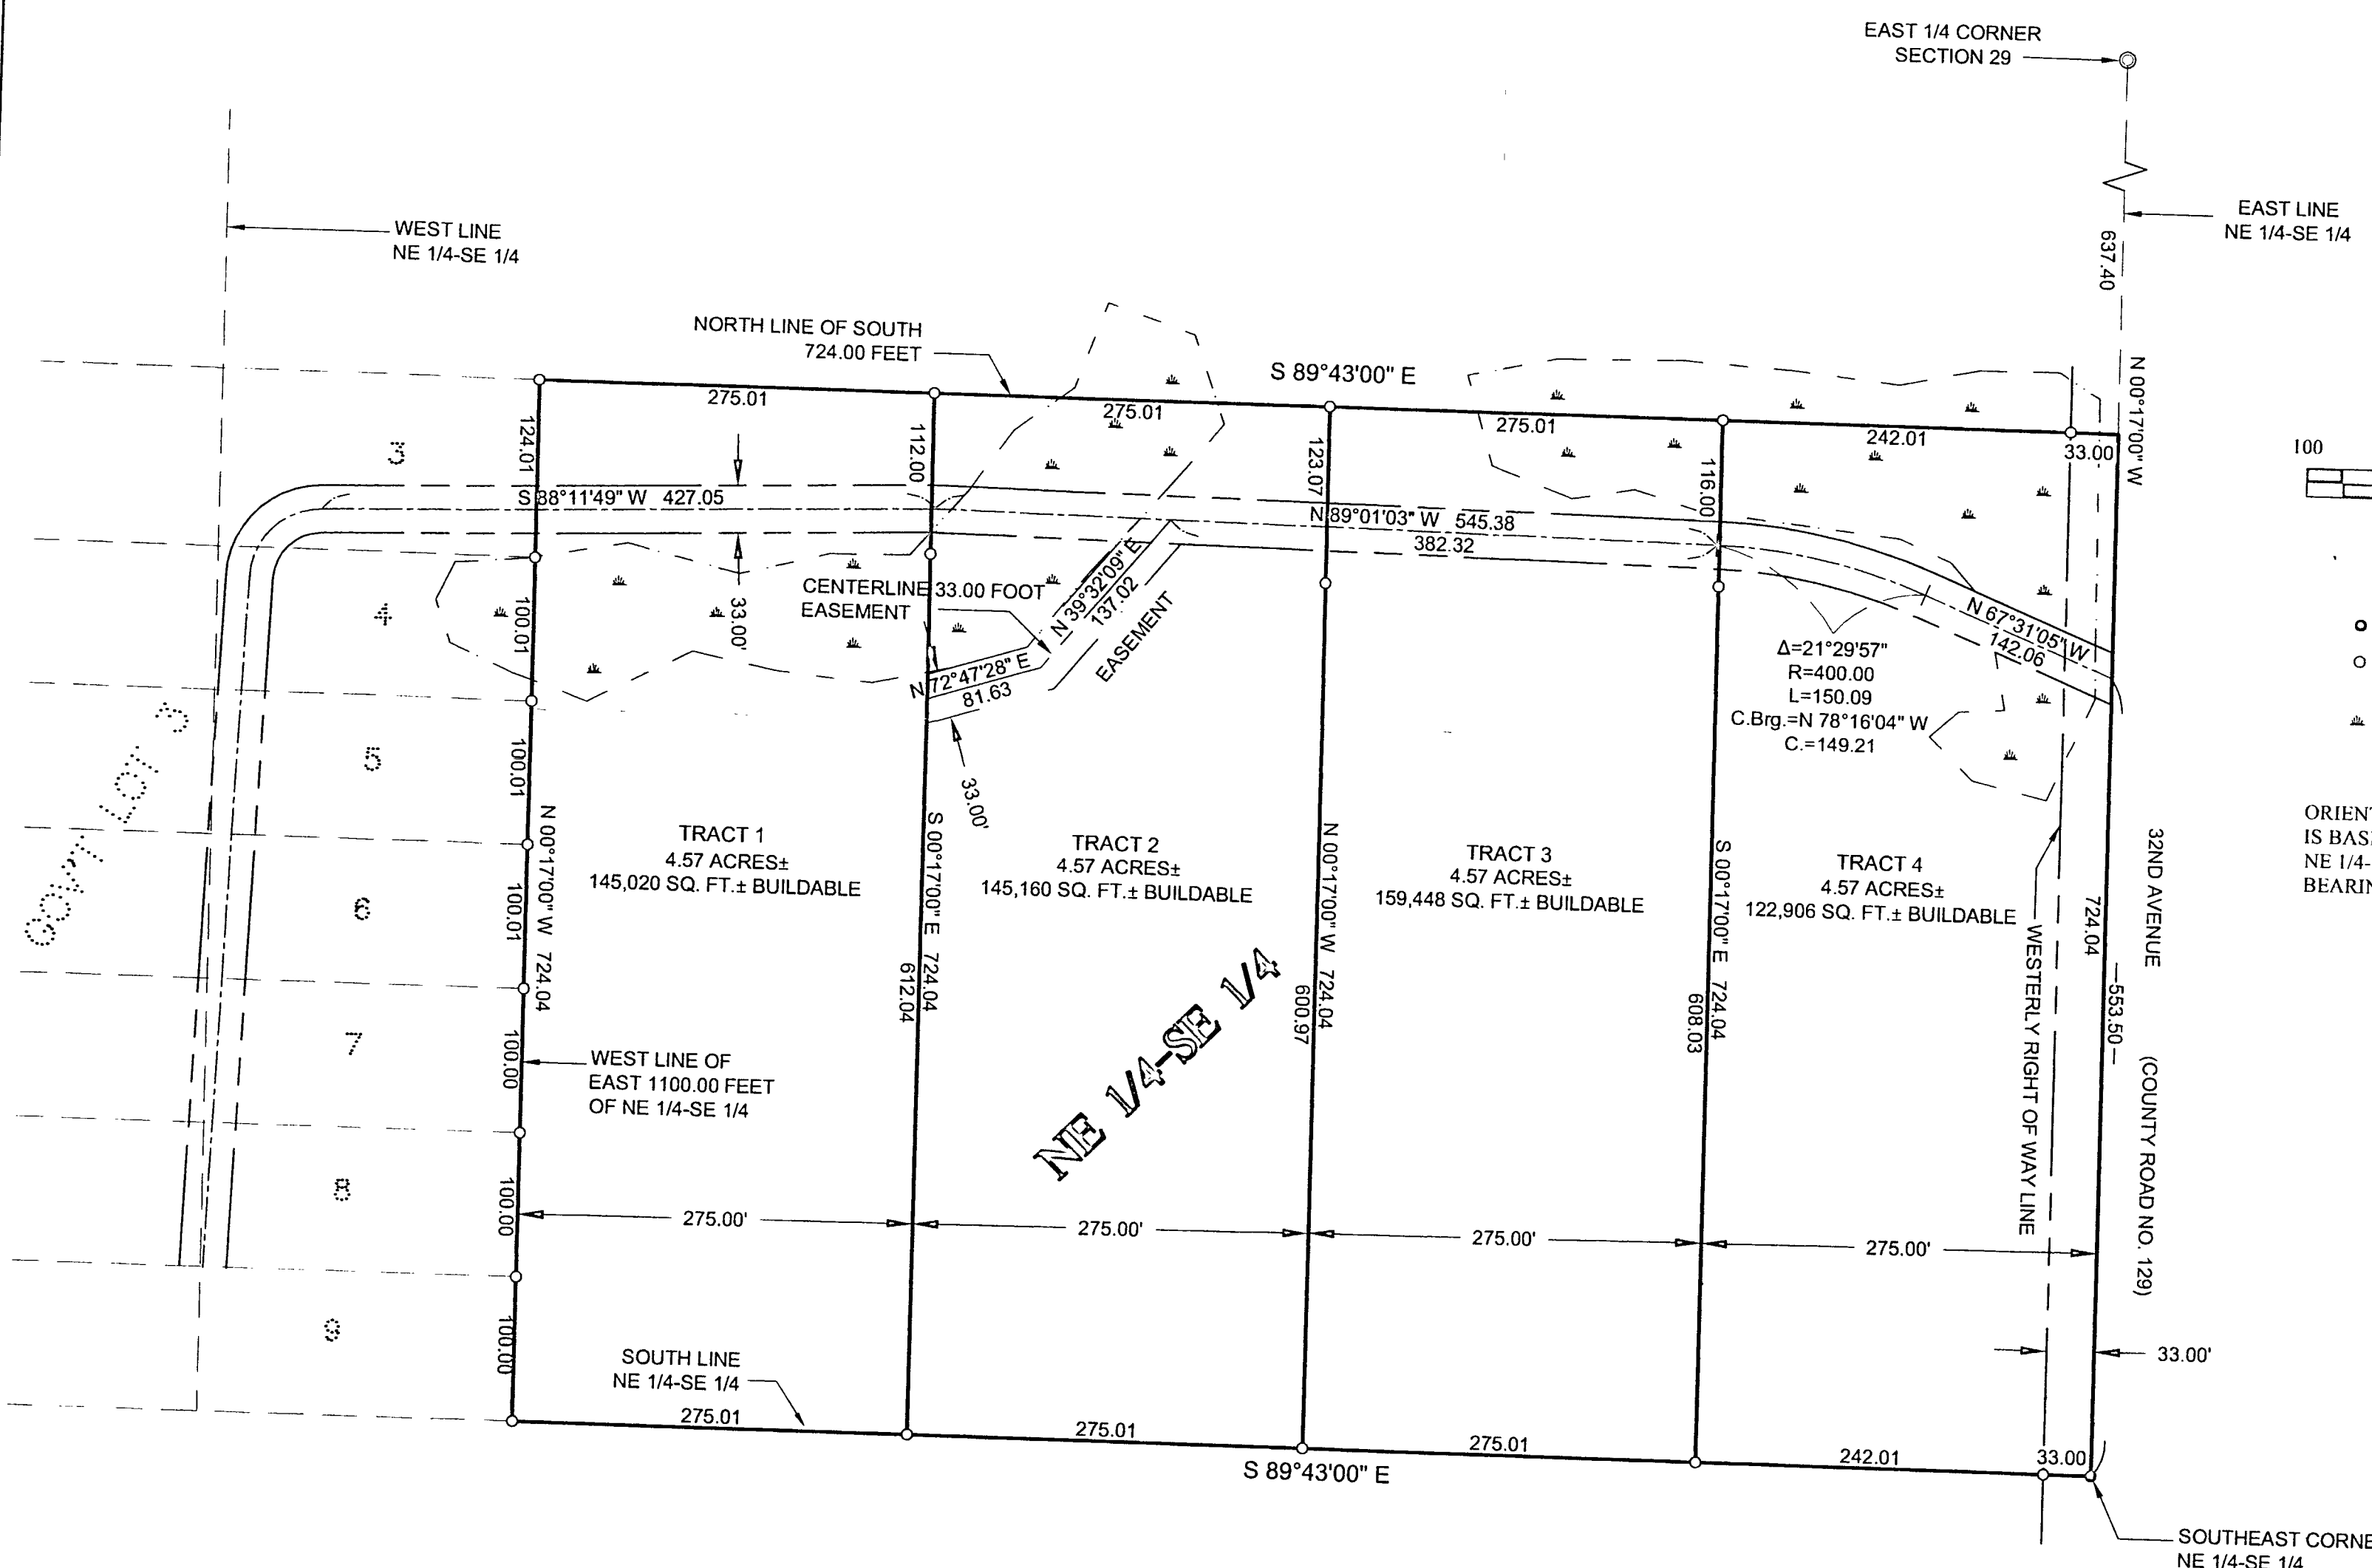 EAST 1/4 CORNER
SECTION 29
WEST LINE
NE 1/4-SE 1/4
EAST LINE
NE 1/4-SE 1/4
637.40
N 00°17'00" W
NORTH LINE OF SOUTH
724.00 FEET
S 89°43'00" E
275.01
275.01
275.01
242.01
33.00
124.01
112.00
123.07
116.00
100
3
4
5
6
7
8
9
GOVT LOT 3
S 88°11'49" W 427.05
N 89°01'03" W 545.38
382.32
N 67°31'05" W
142.06
33.00'
CENTERLINE 33.00 FOOT
EASEMENT
N 39°32'09" E
137.02
EASEMENT
N 72°47'28" E
81.63
33.00'
Δ=21°29'57"
R=400.00
L=150.09
C.Brg.=N 78°16'04" W
C.=149.21
100.01
100.01
100.01
100.00
100.00
100.00
N 00°17'00" W 724.04
S 00°17'00" E 724.04
612.04
N 00°17'00" W 724.04
600.97
S 00°17'00" E 724.04
608.03
TRACT 1
4.57 ACRES±
145,020 SQ. FT.± BUILDABLE
TRACT 2
4.57 ACRES±
145,160 SQ. FT.± BUILDABLE
TRACT 3
4.57 ACRES±
159,448 SQ. FT.± BUILDABLE
TRACT 4
4.57 ACRES±
122,906 SQ. FT.± BUILDABLE
ORIENT
IS BAS
NE 1/4-
BEARIN
WESTERLY RIGHT OF WAY LINE
724.04
553.50
32ND AVENUE (COUNTY ROAD NO. 129)
NE 1/4-SE 1/4
WEST LINE OF
EAST 1100.00 FEET
OF NE 1/4-SE 1/4
275.00'
275.00'
275.00'
275.00'
33.00'
SOUTH LINE
NE 1/4-SE 1/4
275.01
275.01
275.01
242.01
33.00
S 89°43'00" E
SOUTHEAST CORNE
NE 1/4-SE 1/4